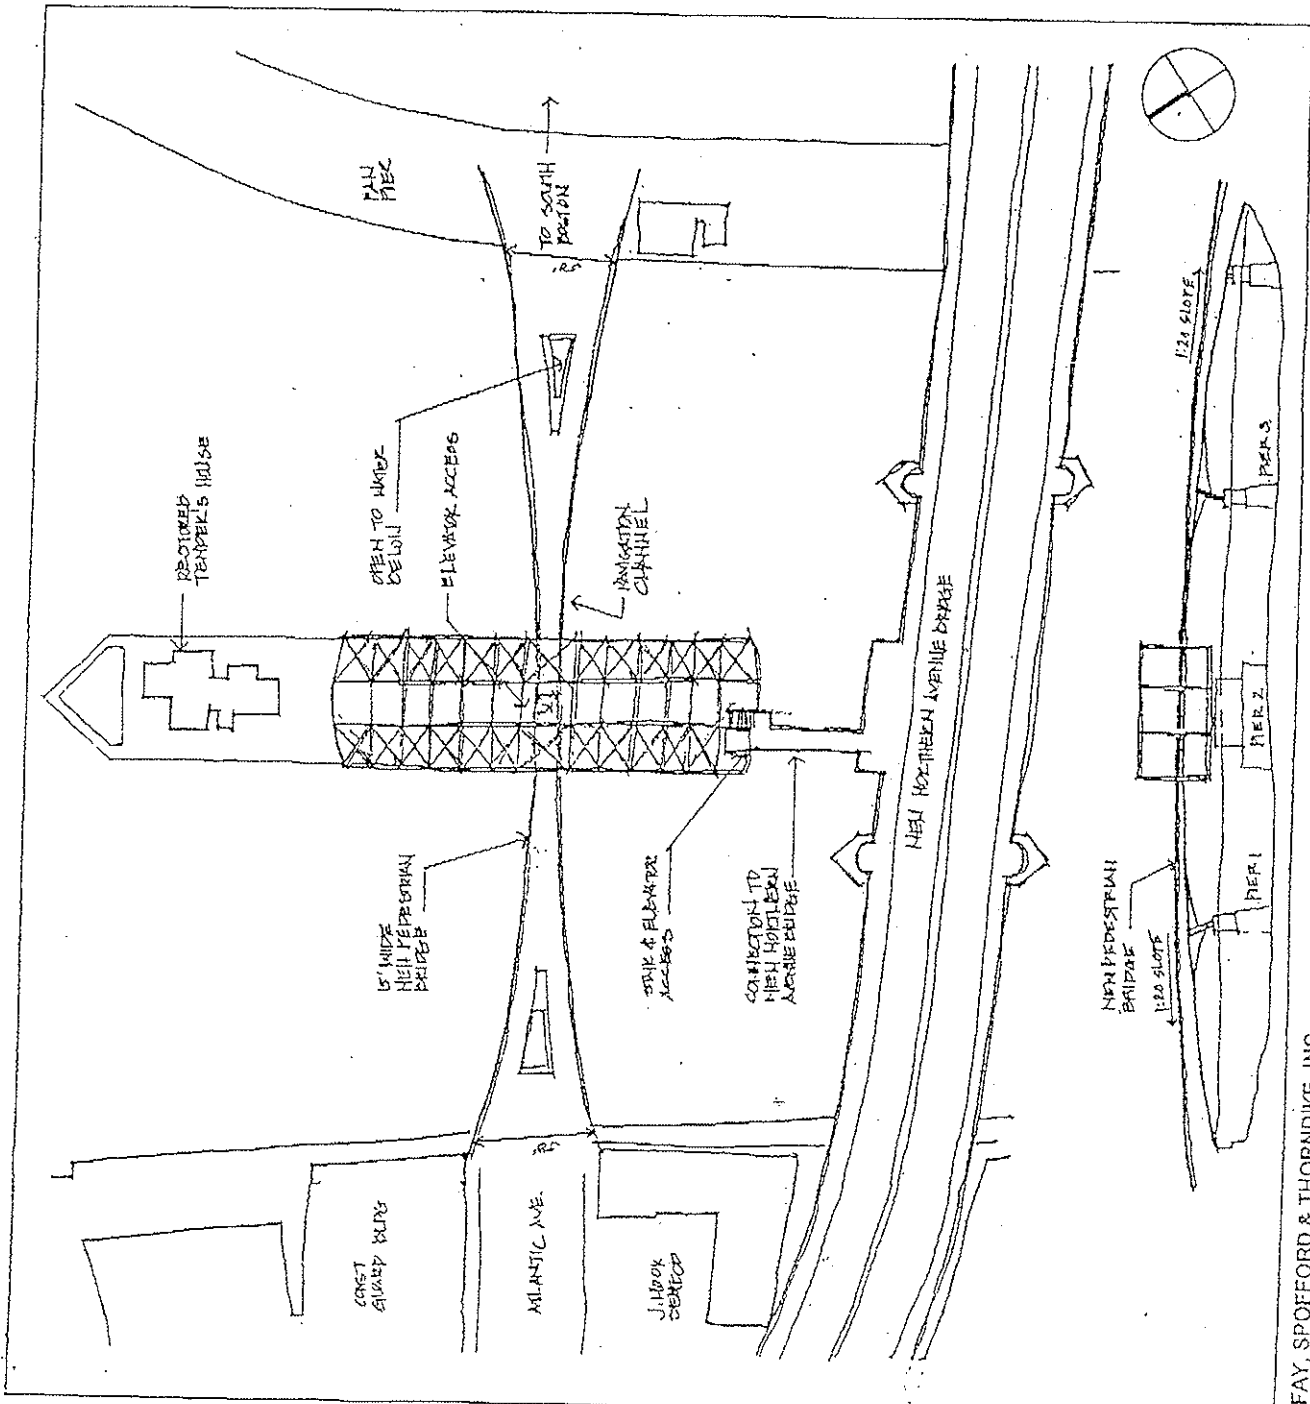 FAN
PIER
TO SOUTH
BOSTON
RESTORED
TENDER'S HOUSE
OPEN TO WATER
BELOW
ELEVATOR ACCESS
NAVIGATION
CHANNEL
15' WIDE
NEW PEDESTRIAN
BRIDGE
STAIR & ELEVATOR
ACCESS
CONNECTION TO
NEW NORTHERN
AVENUE BRIDGE
NEW NORTHERN AVENUE BRIDGE
COAST
GUARD BLDG
ATLANTIC AVE.
J. HOOK
SEAFOOD
1:20 SLOPE
PIER 3
PIER 2
PIER 1
NEW PEDESTRIAN
BRIDGE
1:20 SLOPE
FAY, SPOFFORD & THORNDIKE, INC.